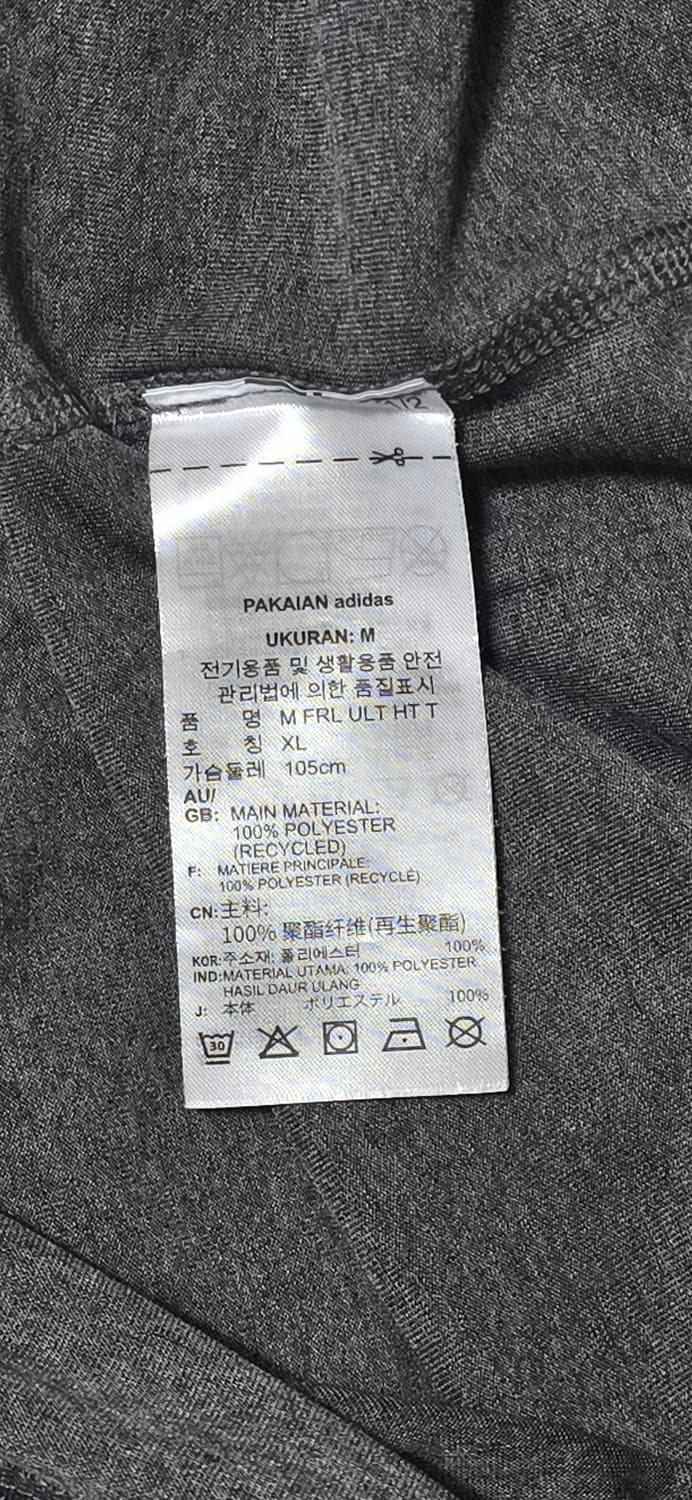 PAKAIAN adidas
UKURAN: M
전기용품 및 생활용품 안전
관리법에 의한 품질표시
품 명 M FRL ULT HT T
호 칭 XL
가슴둘레 105cm
AU/
GB: MAIN MATERIAL:
100% POLYESTER
(RECYCLED)
F: MATIERE PRINCIPALE:
100% POLYESTER (RECYCLÉ)
CN:主料:
100% 聚酯纤维(再生聚酯)
KOR:주소재: 폴리에스터 100%
IND:MATERIAL UTAMA: 100% POLYESTER
HASIL DAUR ULANG
J: 本体 ポリエステル 100%
30